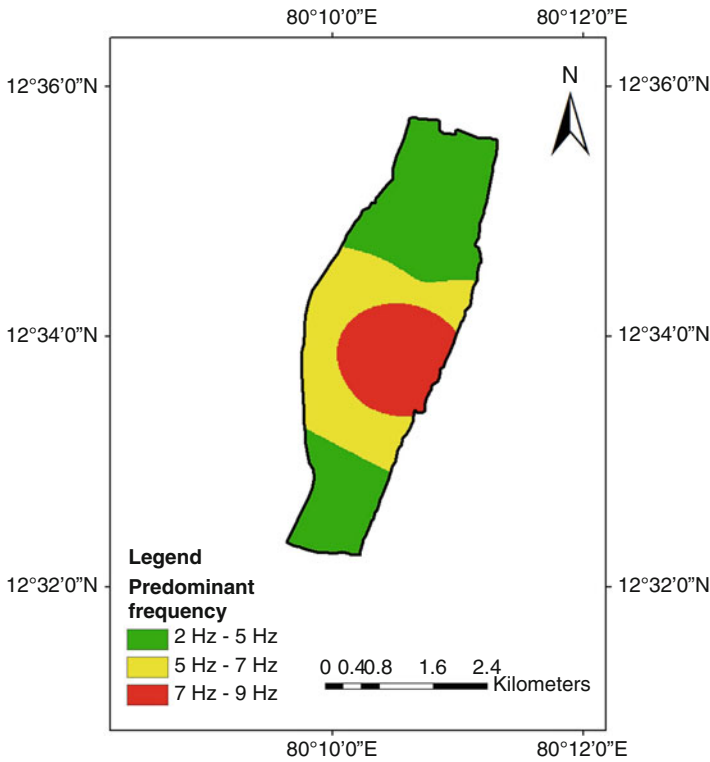 80°10’0”E 80°12’0”E
12°36’0”N 12°36’0”N
N
12°34’0”N 12°34’0”N
Legend
Predominant
frequency
12°32’0”N 12°32’0”N
2 Hz - 5 Hz
5 Hz - 7 Hz
7 Hz - 9 Hz
0 0.40.8 1.6 2.4
Kilometers
80°10’0”E 80°12’0”E